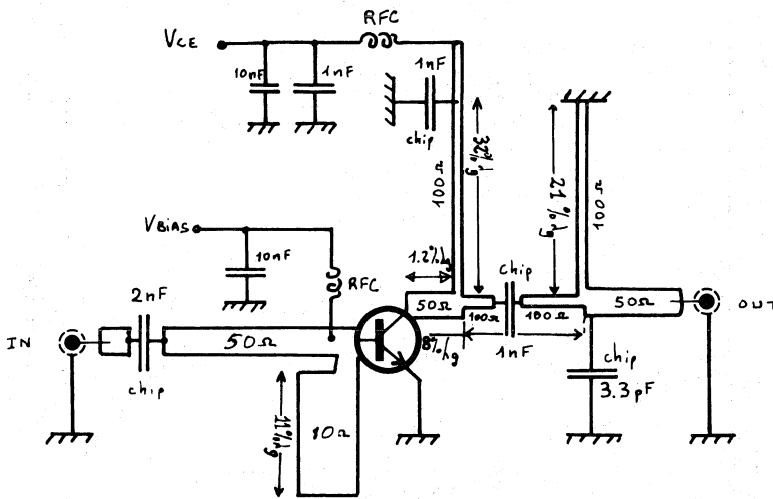 RFC
VCE
10nF
1nF
1nF
chip
100Ω
32%λg
21%λg
100Ω
VBIAS
10nF
RFC
1.2%λg
chip
2nF
50Ω
100Ω
100Ω
50Ω
OUT
IN
50Ω
8%λg
1nF
chip
chip
3.3pF
11%λg
10Ω